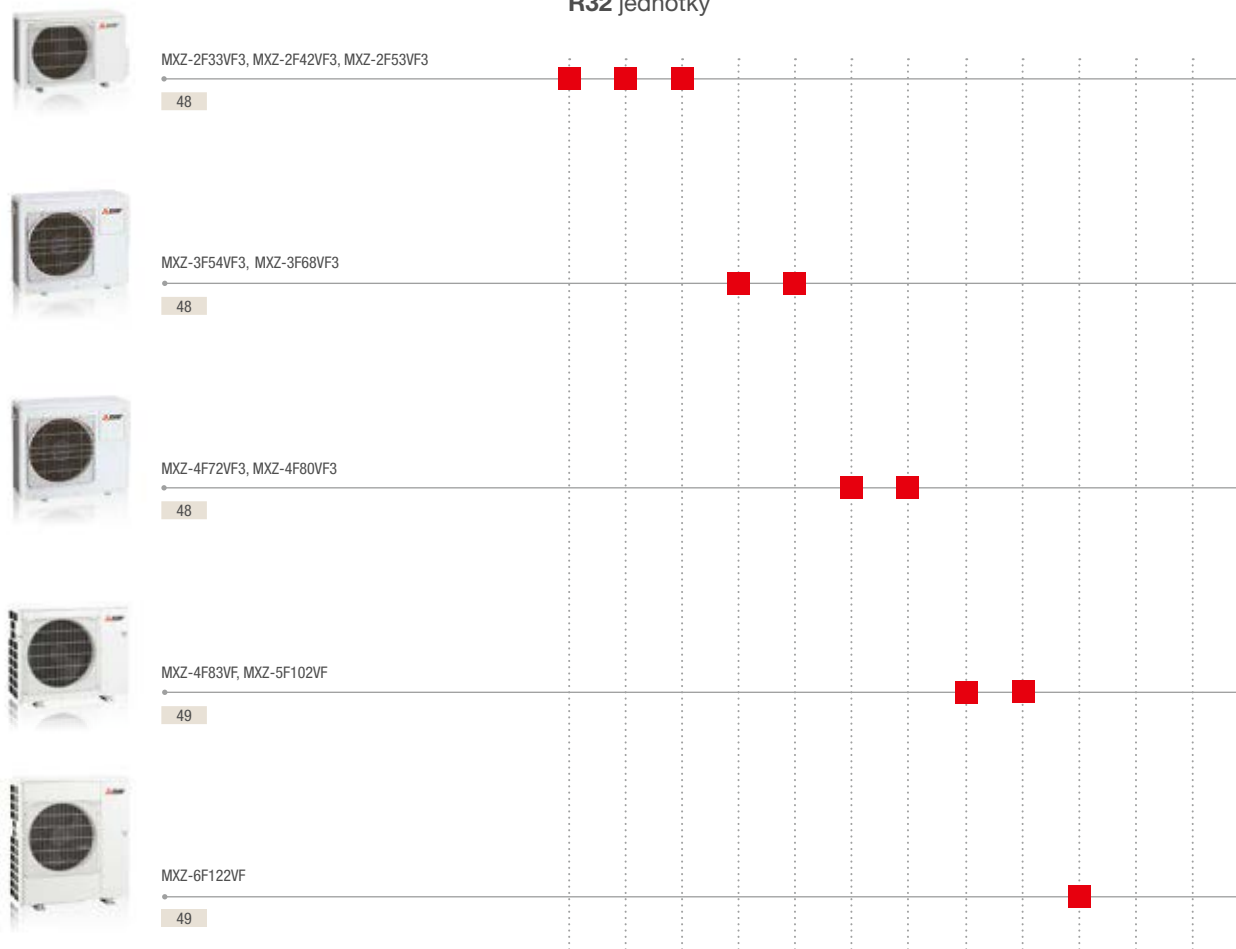 R32 jednotky
MXZ-2F33VF3, MXZ-2F42VF3, MXZ-2F53VF3
48
MXZ-3F54VF3, MXZ-3F68VF3
48
MXZ-4F72VF3, MXZ-4F80VF3
48
MXZ-4F83VF, MXZ-5F102VF
49
MXZ-6F122VF
49